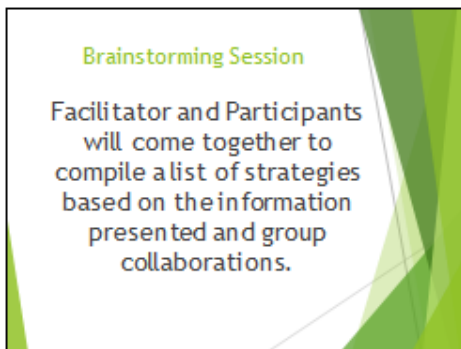 Brainstorming Session
Facilitator and Participants
will come together to
compile a list of strategies
based on the information
presented and group
collaborations.